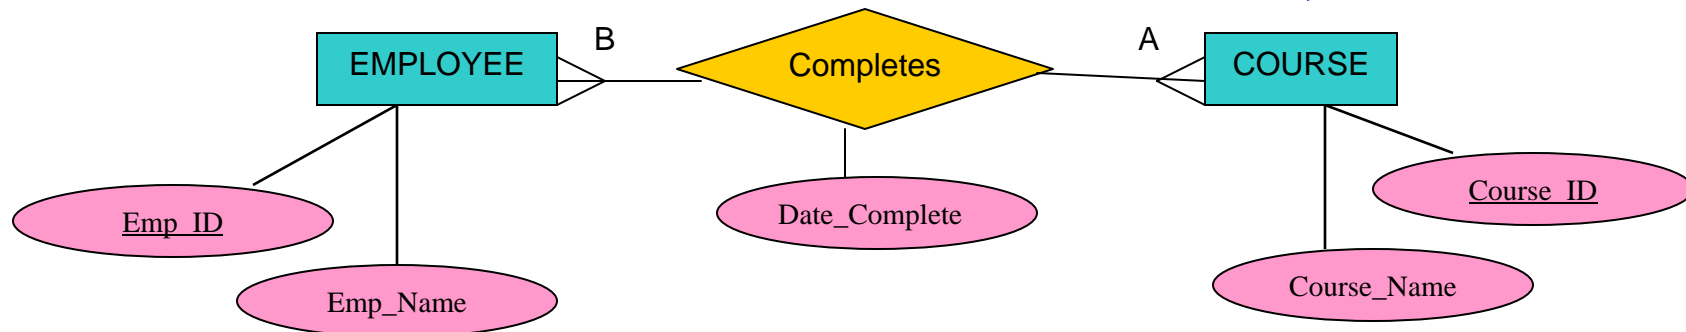 B
A
EMPLOYEE
Completes
COURSE
Emp_ID
Date_Complete
Course_ID
Emp_Name
Course_Name